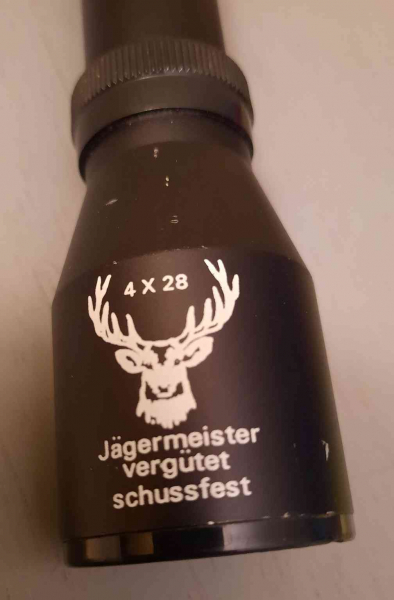 4 X 28
Jägermeister
vergütet
schussfest